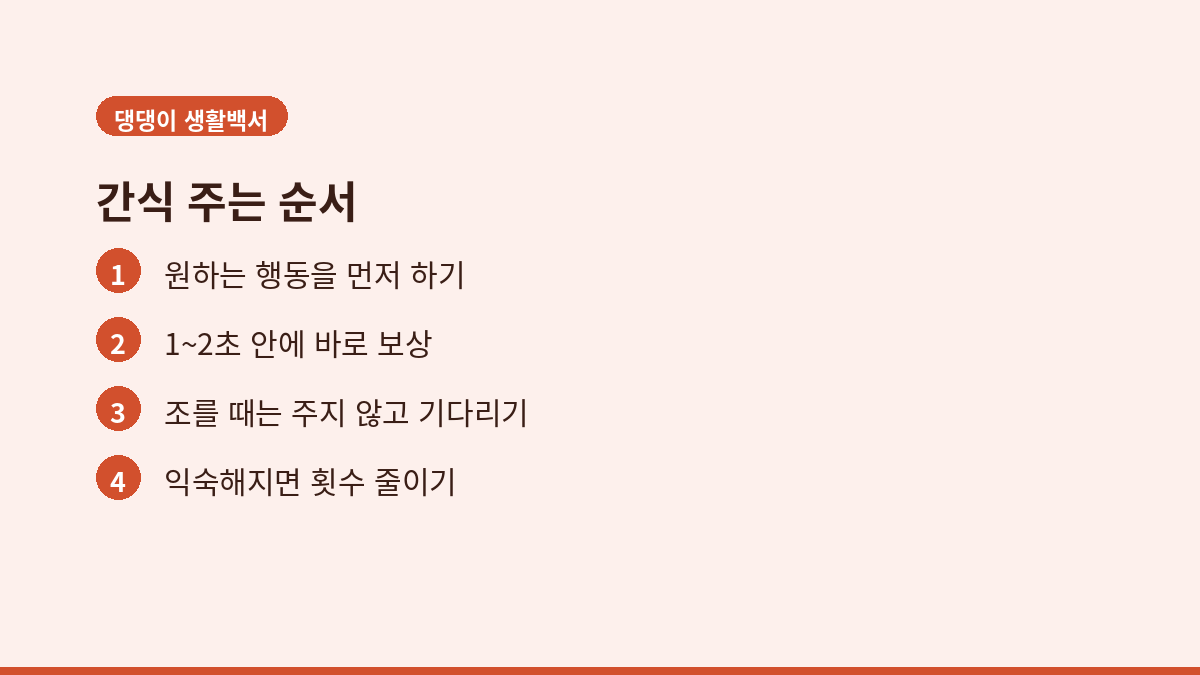 댕댕이 생활백서
간식 주는 순서
1 원하는 행동을 먼저 하기
2 1~2초 안에 바로 보상
3 조를 때는 주지 않고 기다리기
4 익숙해지면 횟수 줄이기